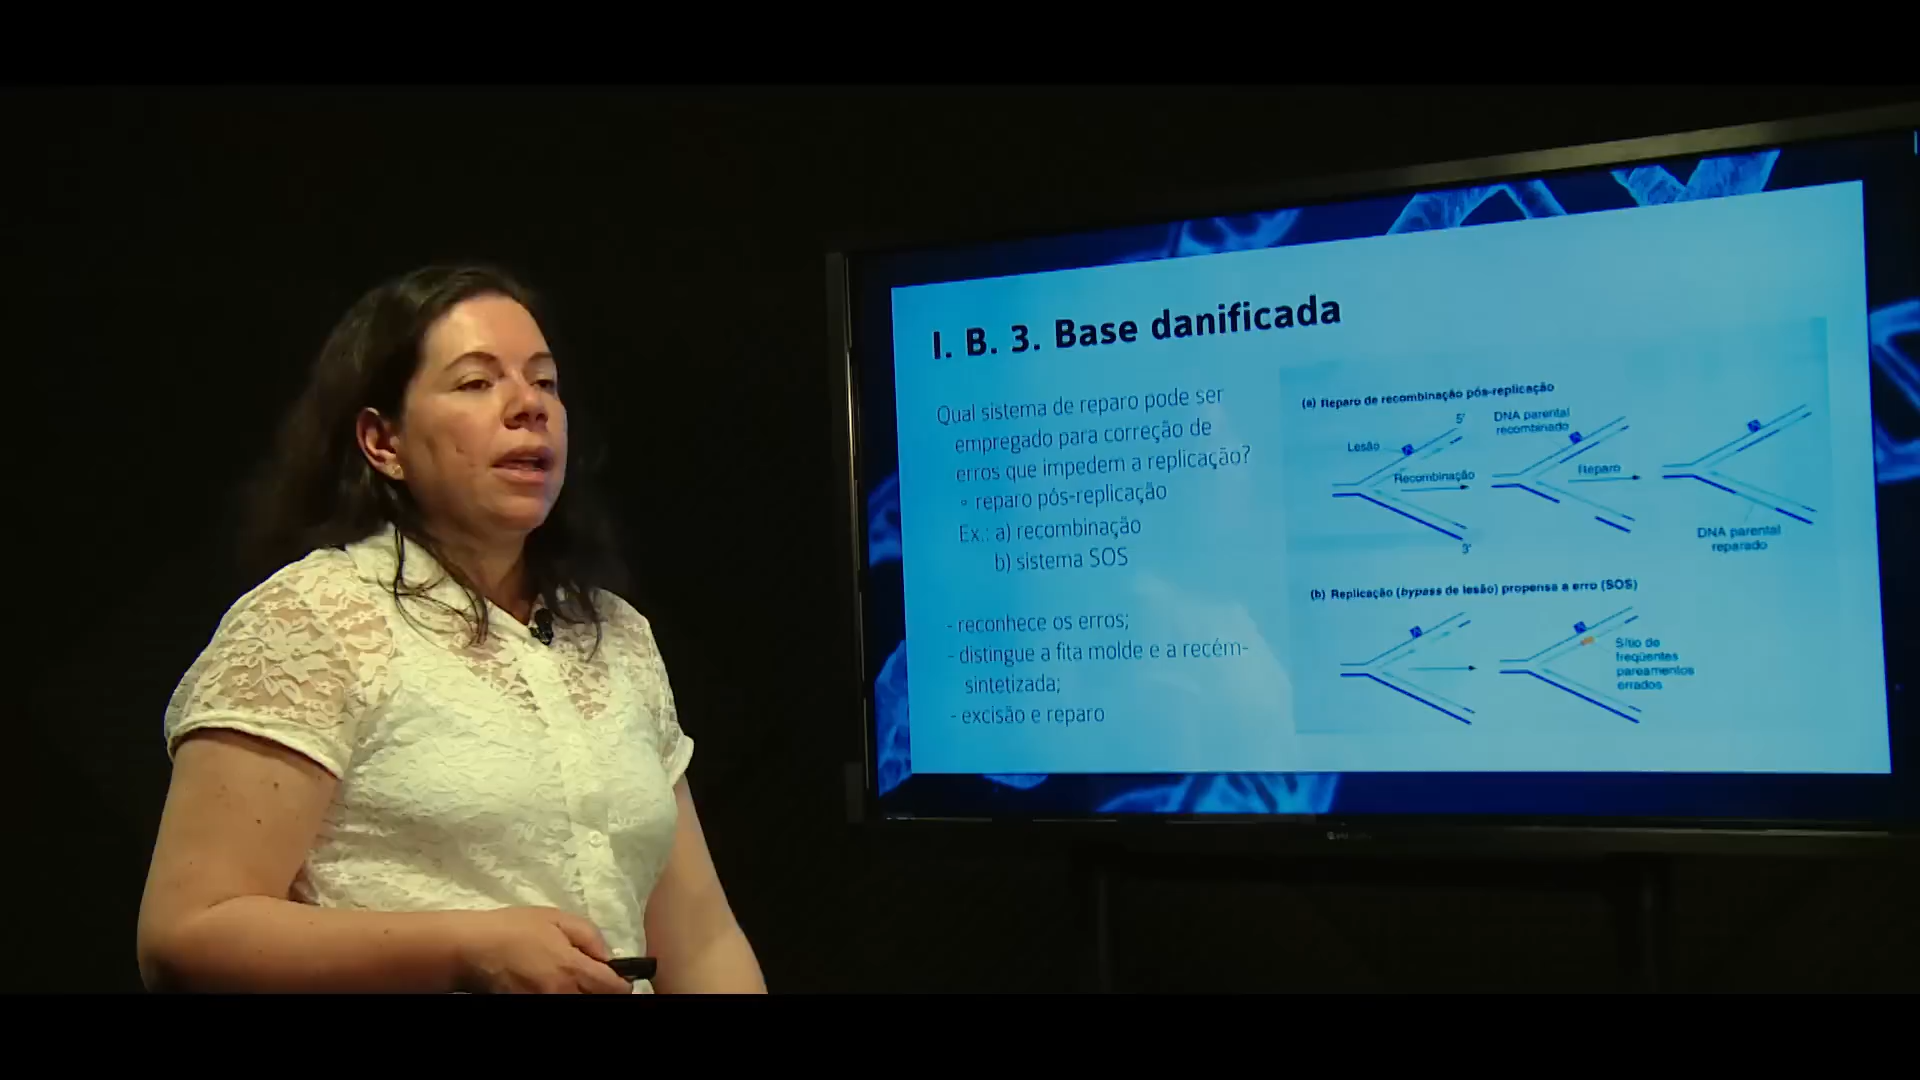 I. B. 3. Base danificada
Qual sistema de reparo pode ser
empregado para correção de
erros que impedem a replicação?
◦ reparo pós-replicação
Ex.: a) recombinação
b) sistema SOS
- reconhece os erros;
- distingue a fita molde e a recém-
sintetizada;
- excisão e reparo
(a) Reparo de recombinação pós-replicação
Lesão
5'
Recombinação
3'
DNA parental
recombinado
Reparo
DNA parental
reparado
(b) Replicação (bypass de lesão) propensa a erro (SOS)
Sítio de
freqüentes
pareamentos
errados